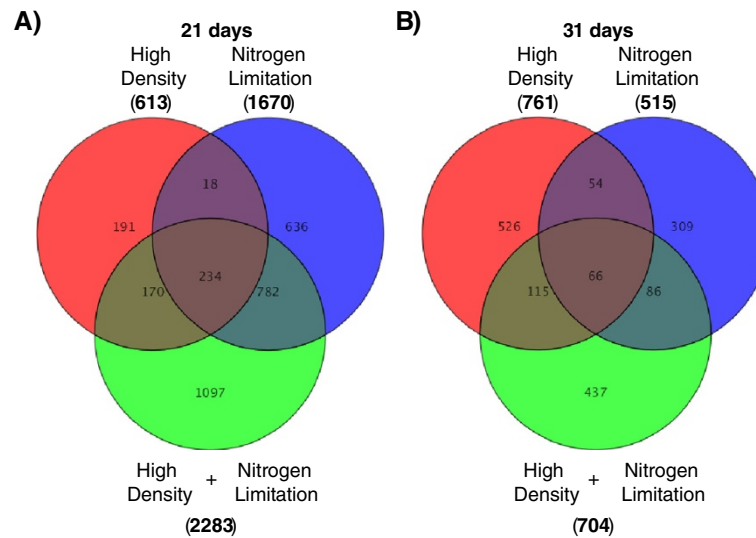 A)
21 days
High Density (613)
Nitrogen Limitation (1670)
18
191
636
234
170
782
1097
High Density + Nitrogen Limitation
(2283)
B)
31 days
High Density (761)
Nitrogen Limitation (515)
54
526
309
66
115
86
437
High Density + Nitrogen Limitation
(704)